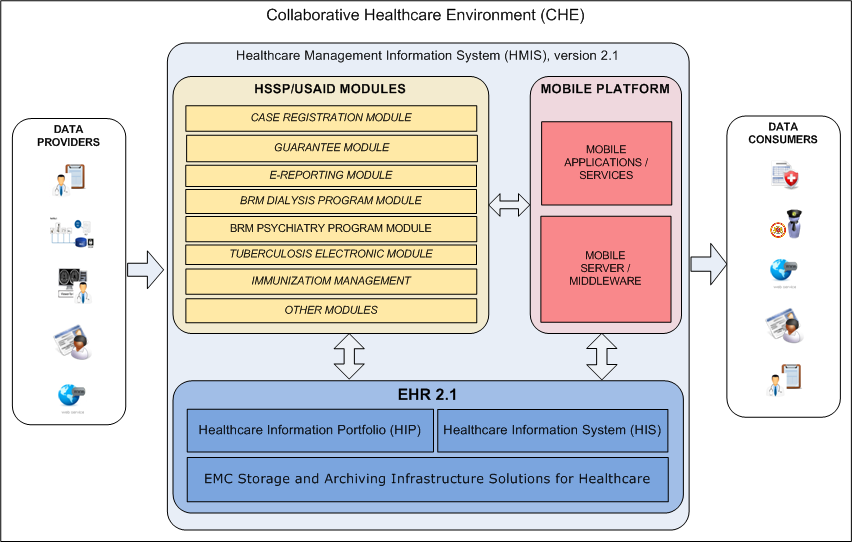 Collaborative Healthcare Environment (CHE)
Healthcare Management Information System (HMIS), version 2.1
DATA
PROVIDERS
HSSP/USAID MODULES
CASE REGISTRATION MODULE
GUARANTEE MODULE
E-REPORTING MODULE
BRM DIALYSIS PROGRAM MODULE
BRM PSYCHIATRY PROGRAM MODULE
TUBERCULOSIS ELECTRONIC MODULE
IMMUNIZATIOM MANAGEMENT
OTHER MODULES
MOBILE PLATFORM
MOBILE
APPLICATIONS /
SERVICES
MOBILE
SERVER /
MIDDLEWARE
DATA
CONSUMERS
EHR 2.1
Healthcare Information Portfolio (HIP)
Healthcare Information System (HIS)
EMC Storage and Archiving Infrastructure Solutions for Healthcare